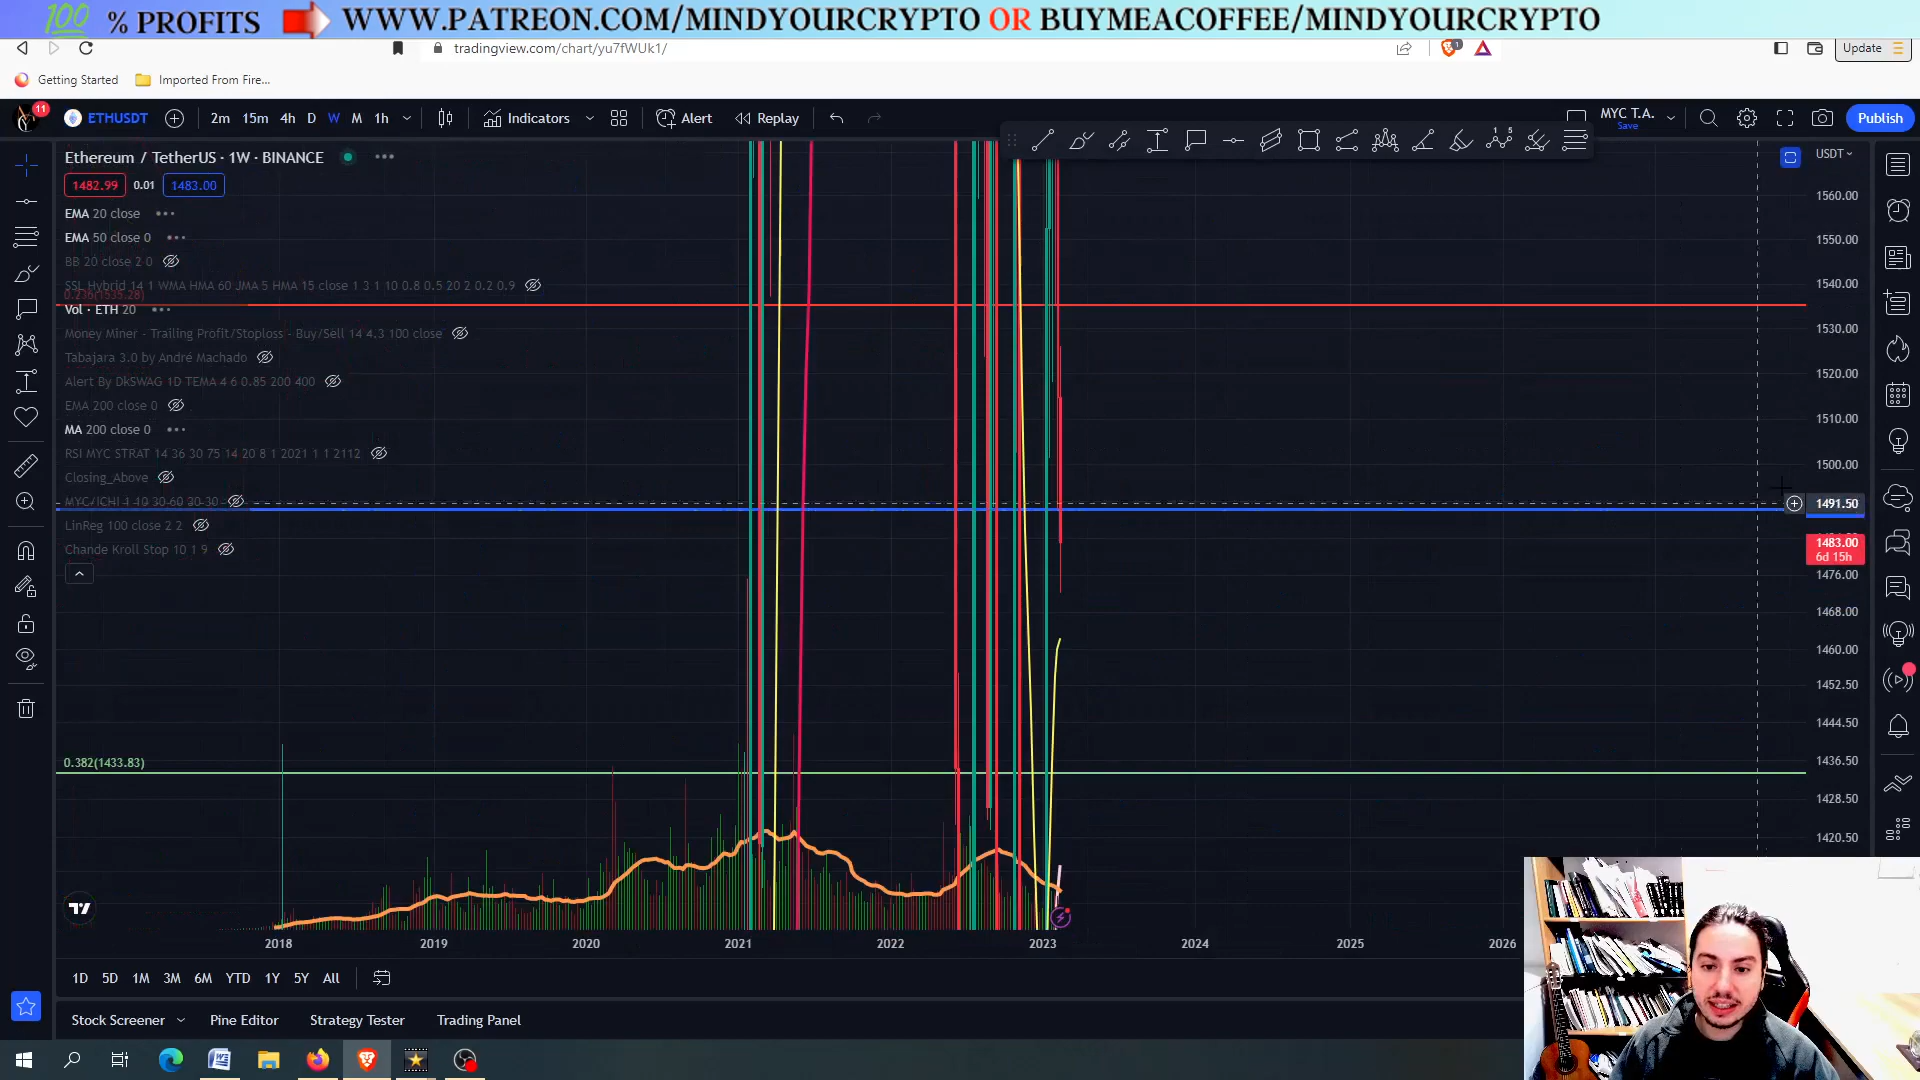 💯 % PROFITS ➡ WWW.PATREON.COM/MINDYOURCRYPTO OR BUYMEACOFFEE/MINDYOURCRYPTO
tradingview.com/chart/yu7fWUk1/
1
Update
Getting Started
Imported From Fire...
11
ETHUSDT
2m 15m 4h D W M 1h
Indicators
Alert
Replay
MYC T.A.
Save
Publish
Ethereum / TetherUS · 1W · BINANCE
USDT
1482.99 0.01 1483.00
EMA 20 close
EMA 50 close 0
BB 20 close 2 0
SSL Hybrid 14 1 WMA HMA 60 JMA 5 HMA 15 close 1 3 1 10 0.8 0.5 20 2 0.2 0.9
0.236(1535.28)
Vol · ETH 20
Money Miner - Trailing Profit/Stoploss - Buy/Sell 14 4.3 100 close
Tabajara 3.0 by André Machado
Alert By DkSWAG 1D TEMA 4 6 0.85 200 400
EMA 200 close 0
MA 200 close 0
RSI MYC STRAT 14 36 30 75 14 20 8 1 2021 1 1 2112
Closing_Above
MYC/ICHI 1 10 30 60 30 30
LinReg 100 close 2 2
Chande Kroll Stop 10 1 9
1560.00
1550.00
1540.00
1530.00
1520.00
1510.00
1500.00
1491.50
1483.00
6d 15h
1476.00
1468.00
1460.00
1452.50
1444.50
1436.50
1428.50
1420.50
0.382(1433.83)
2018 2019 2020 2021 2022 2023 2024 2025 2026
1D 5D 1M 3M 6M YTD 1Y 5Y All
Stock Screener
Pine Editor
Strategy Tester
Trading Panel